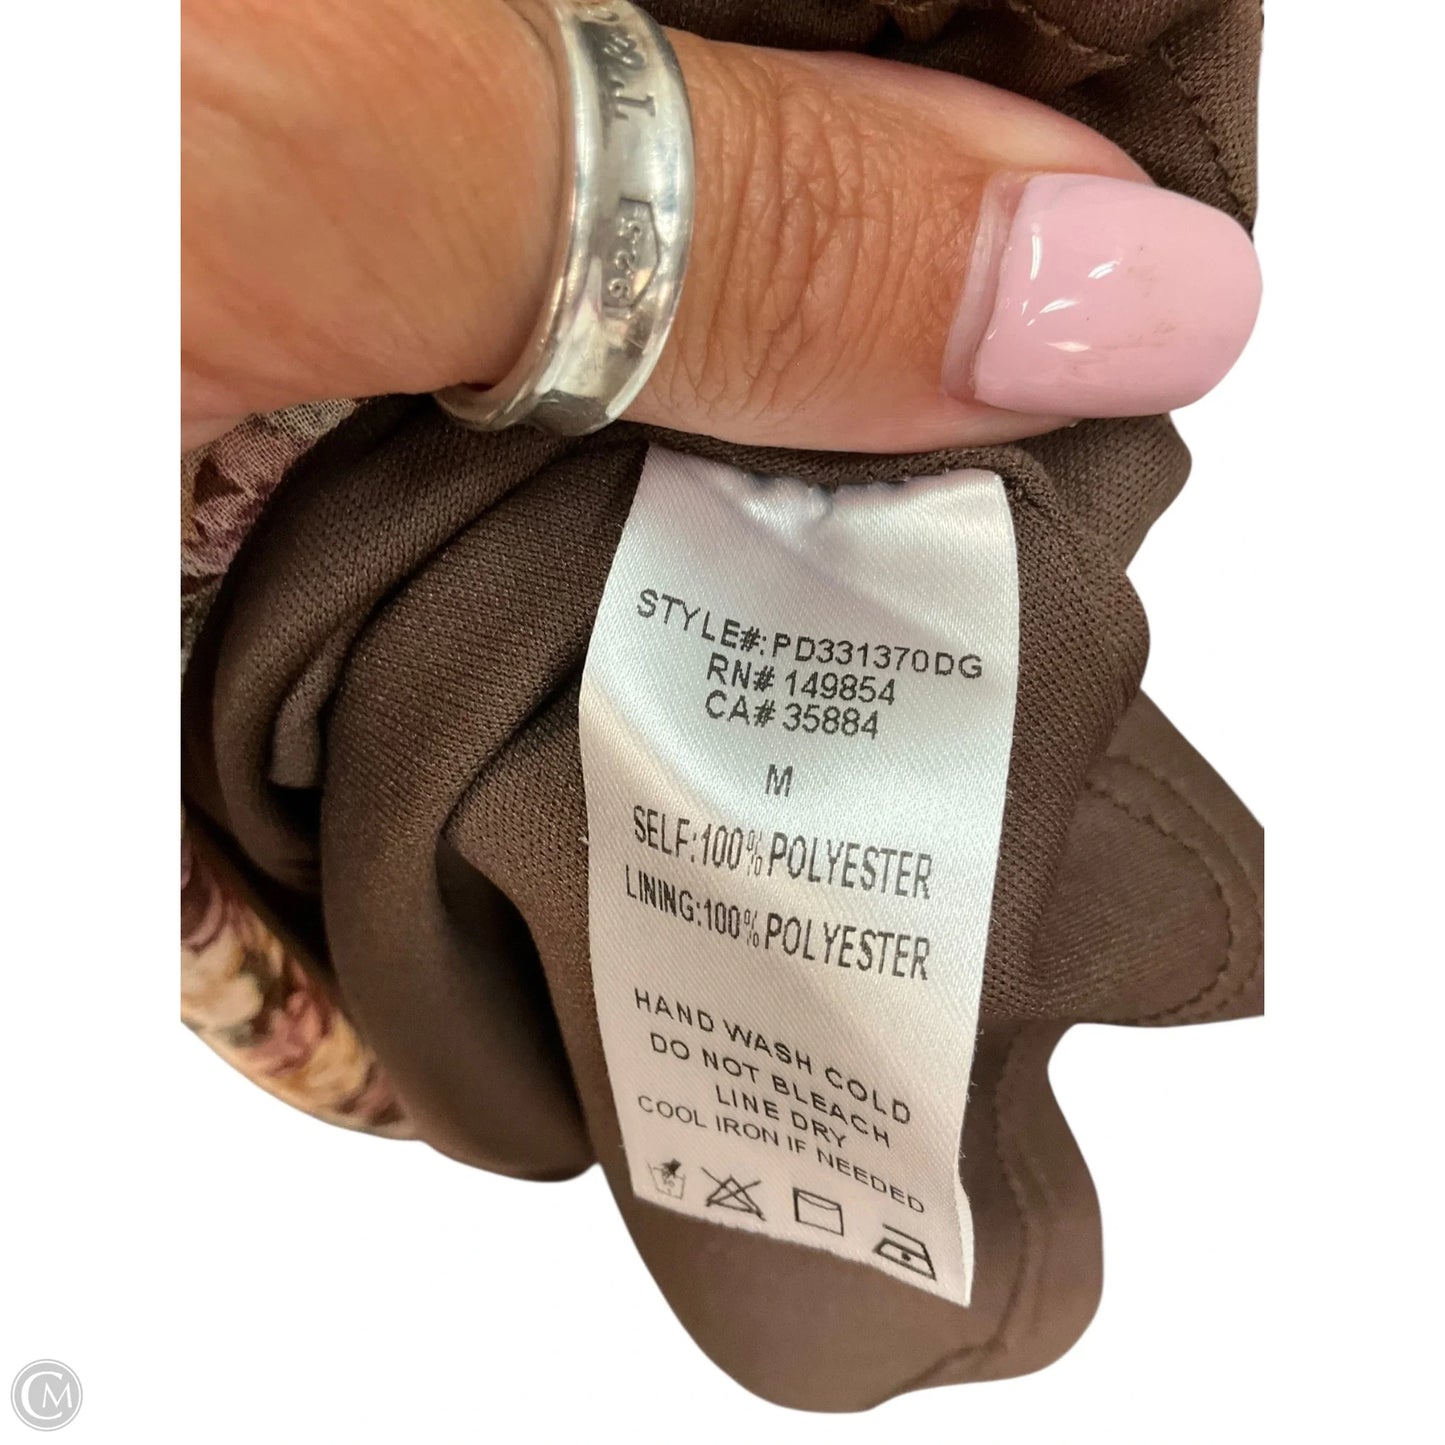 925
STYLE#: PD331370DG
RN# 149854
CA# 35884
M
SELF:100% POLYESTER
LINING:100% POLYESTER
HAND WASH COLD
DO NOT BLEACH
LINE DRY
COOL IRON IF NEEDED
CM